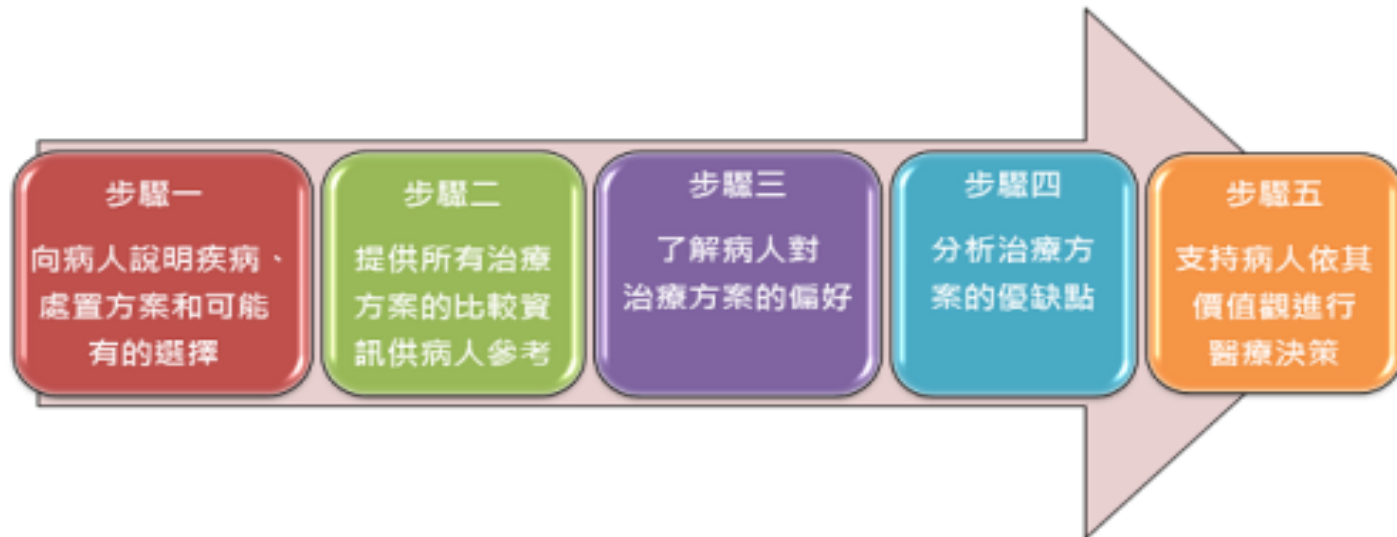 步驟一
向病人說明疾病、
處置方案和可能
有的選擇
步驟二
提供所有治療
方案的比較資
訊供病人參考
步驟三
了解病人對
治療方案的偏好
步驟四
分析治療方
案的優缺點
步驟五
支持病人依其
價值觀進行
醫療決策